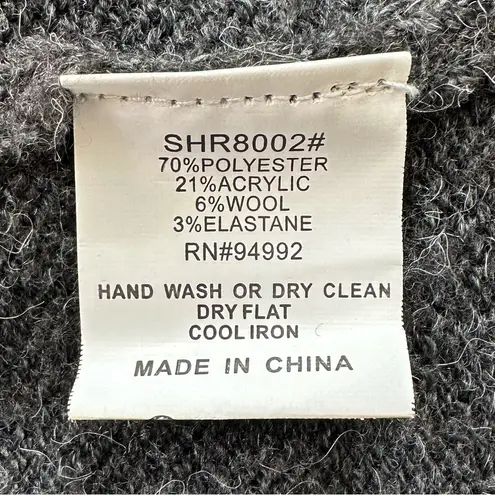 SHR8002#
70%POLYESTER
21%ACRYLIC
6%WOOL
3%ELASTANE
RN#94992
HAND WASH OR DRY CLEAN
DRY FLAT
COOL IRON
MADE IN CHINA